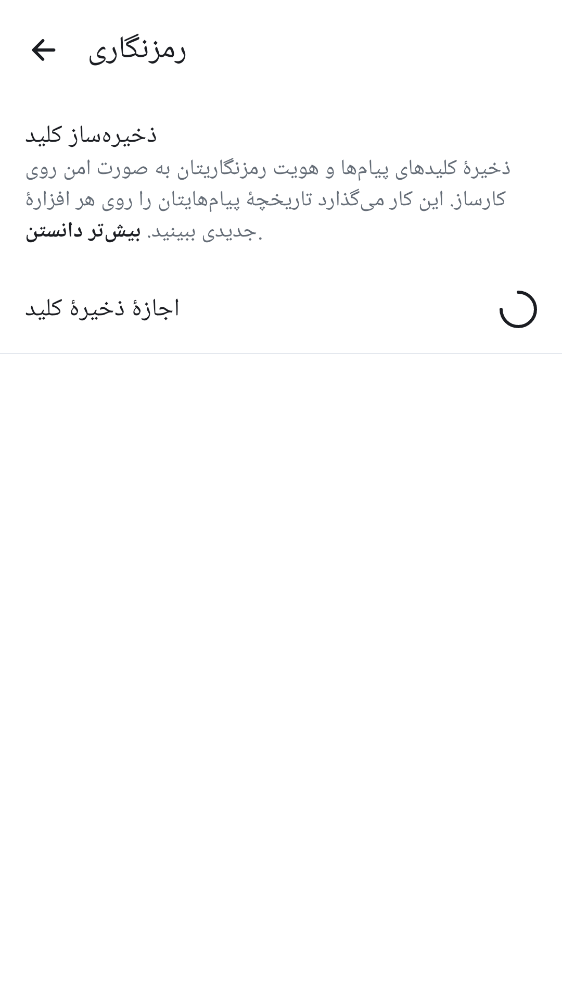 رمزنگاری
ذخیره‌ساز کلید
ذخیرهٔ کلیدهای پیام‌ها و هویت رمزنگاریتان به صورت امن روی
کارساز. این کار می‌گذارد تاریخچهٔ پیام‌هایتان را روی هر افزارهٔ
جدیدی ببینید. بیش‌تر دانستن.
اجازهٔ ذخیرهٔ کلید